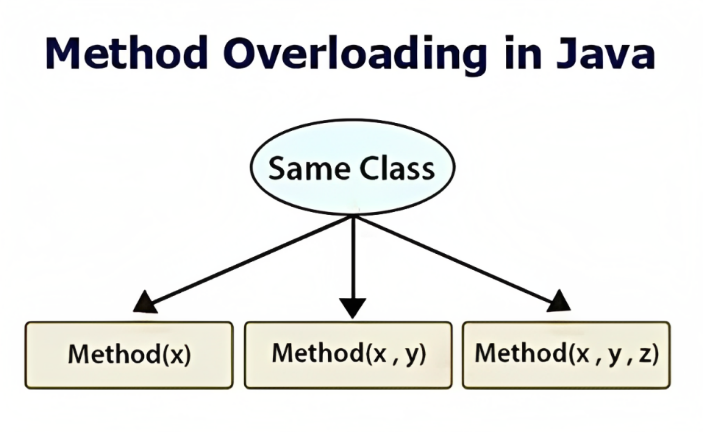 Method Overloading in Java
Same Class
Method(x)
Method(x , y)
Method(x , y , z)